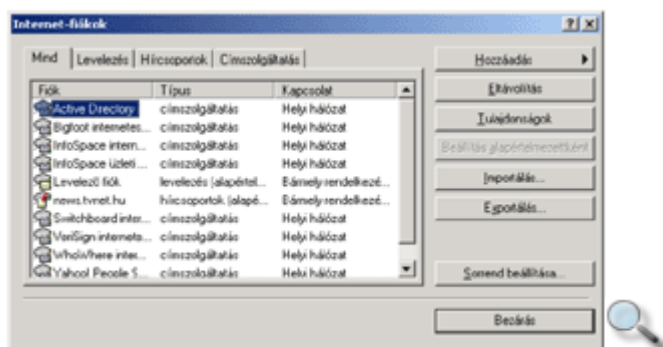 Internet-fiókok
Mind Levelezés Hírcsoportok Címszolgáltatás
Fiók Típus Kapcsolat
Active Directory címszolgáltatás Helyi hálózat
Bigfoot internetes... címszolgáltatás Helyi hálózat
InfoSpace intern... címszolgáltatás Helyi hálózat
InfoSpace üzleti ... címszolgáltatás Helyi hálózat
Levelező fiók levelezés (alapértel... Bármely rendelkezé...
news.tvnet.hu hírcsoportok (alapé... Bármely rendelkezé...
Switchboard inter... címszolgáltatás Helyi hálózat
VeriSign interneto... címszolgáltatás Helyi hálózat
WhoWhere inter... címszolgáltatás Helyi hálózat
Yahoo! People S... címszolgáltatás Helyi hálózat
Hozzáadás
Eltávolítás
Tulajdonságok
Beállítás alapértelmezettként
Importálás...
Exportálás...
Sorrend beállítása...
Bezárás